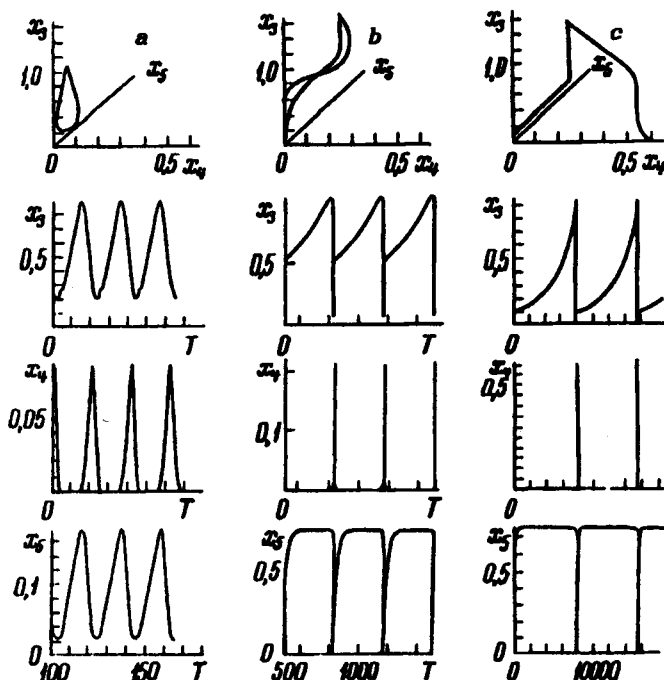 x₃ a b x₃ c x₃
1,0 x₅ 1,0 x₅ 1,0 x₅
0 0,5 x₄ 0 0,5 x₄ 0 0,5 x₄
x₃ x₃ x₃
0,5 0,5 0,5
0 T 0 T 0
x₄ x₄ x₄
0,05 0,1 0,5
0 T 0 T 0
x₅ x₅
0,1 0,5 0,5
0 0 0
100 150 T 500 1000 T 0 10000